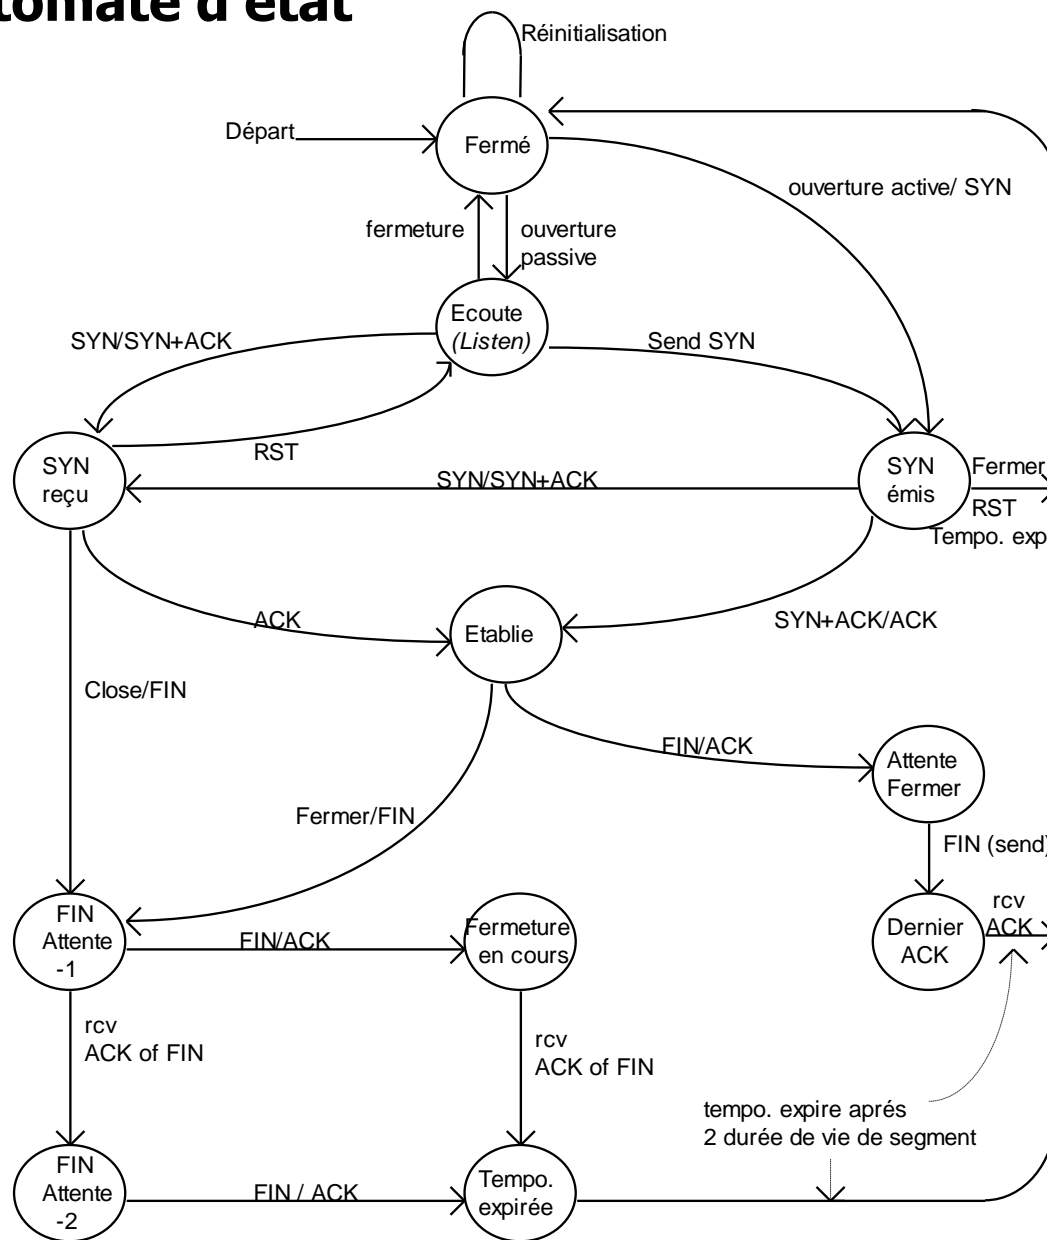 tomate d'état
Réinitialisation
Départ
Fermé
ouverture active/ SYN
fermeture
ouverture
passive
Ecoute
(Listen)
SYN/SYN+ACK
Send SYN
RST
SYN
reçu
SYN/SYN+ACK
SYN
émis
Fermer
RST
Tempo. exp
ACK
Etablie
SYN+ACK/ACK
Close/FIN
FIN/ACK
Attente
Fermer
Fermer/FIN
FIN (send)
FIN
Attente
-1
FIN/ACK
Fermeture
en cours
Dernier
ACK
rcv
ACK
rcv
ACK of FIN
rcv
ACK of FIN
tempo. expire aprés
2 durée de vie de segment
FIN
Attente
-2
FIN / ACK
Tempo.
expirée